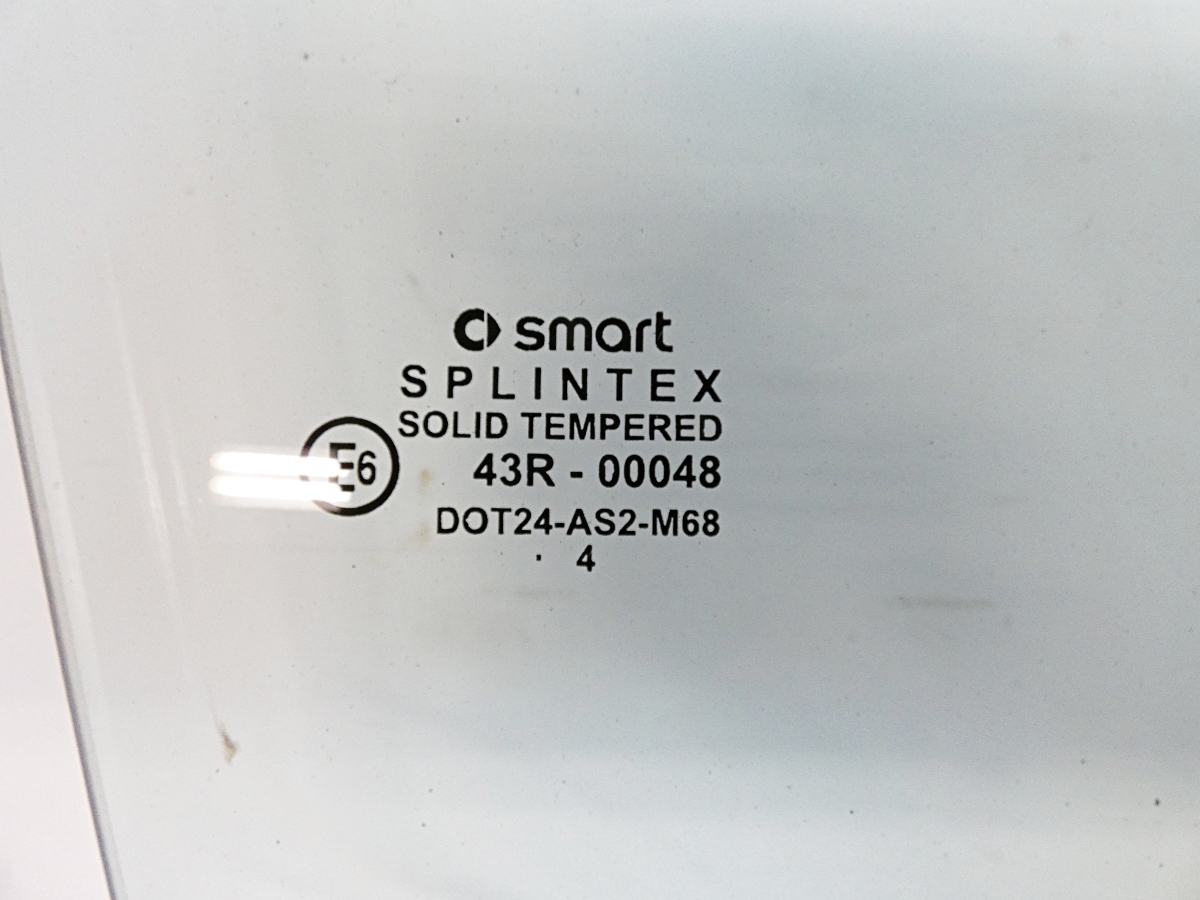 smart
SPLINTEX
SOLID TEMPERED
E6
43R - 00048
DOT24-AS2-M68
· 4